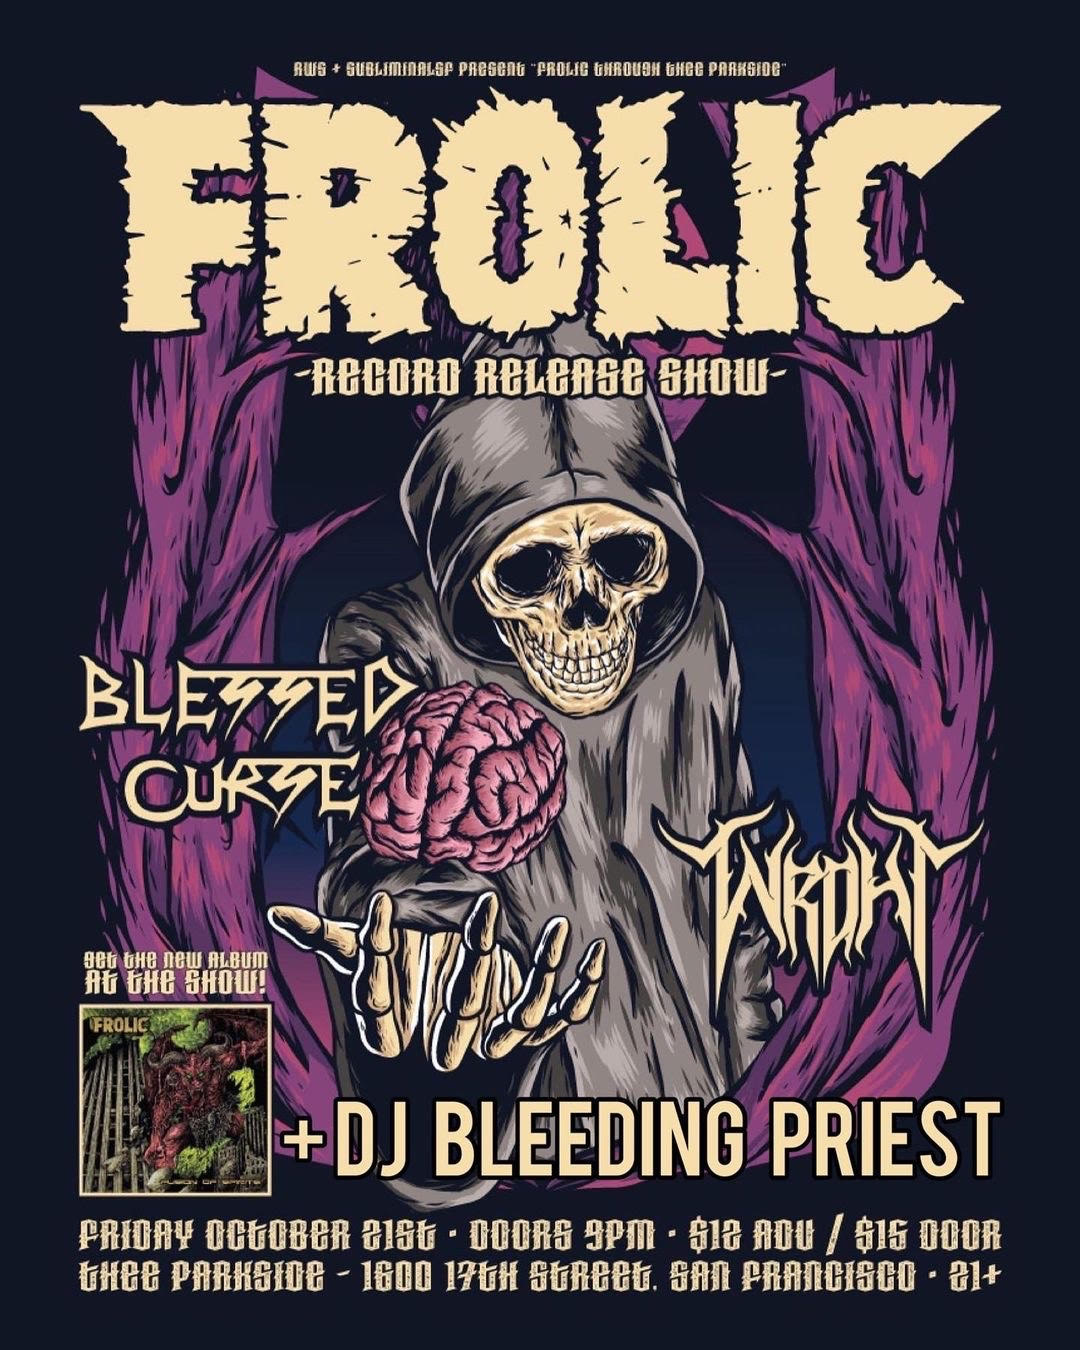 RWS + SUBLIMINALSF PRESENT "FROLIC THROUGH THEE PARKSIDE"
FROLIC
-RECORD RELEASE SHOW-
BLESSED
CURSE
GET THE NEW ALBUM
AT THE SHOW!
FROLIC
+ DJ BLEEDING PRIEST
FRIDAY OCTOBER 21ST · DOORS 9PM · $12 ADV / $15 DOOR
THEE PARKSIDE - 1600 17TH STREET, SAN FRANCISCO · 21+